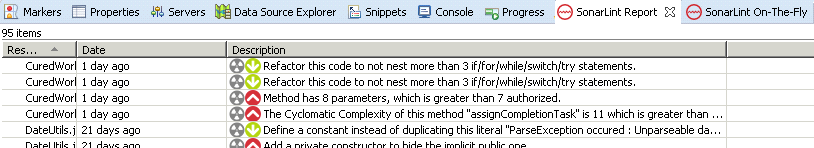 Markers Properties Servers Data Source Explorer Snippets Console Progress SonarLint Report SonarLint On-The-Fly
95 items
Res... Date Description
CuredWorl 1 day ago Refactor this code to not nest more than 3 if/for/while/switch/try statements.
CuredWorl 1 day ago Refactor this code to not nest more than 3 if/for/while/switch/try statements.
CuredWorl 1 day ago Method has 8 parameters, which is greater than 7 authorized.
CuredWorl 1 day ago The Cyclomatic Complexity of this method "assignCompletionTask" is 11 which is greater than ...
DateUtils.j 21 days ago Define a constant instead of duplicating this literal "ParseException occured : Unparseable da...
DateUtils.j 21 days ago Add a private constructor to hide the implicit public one.